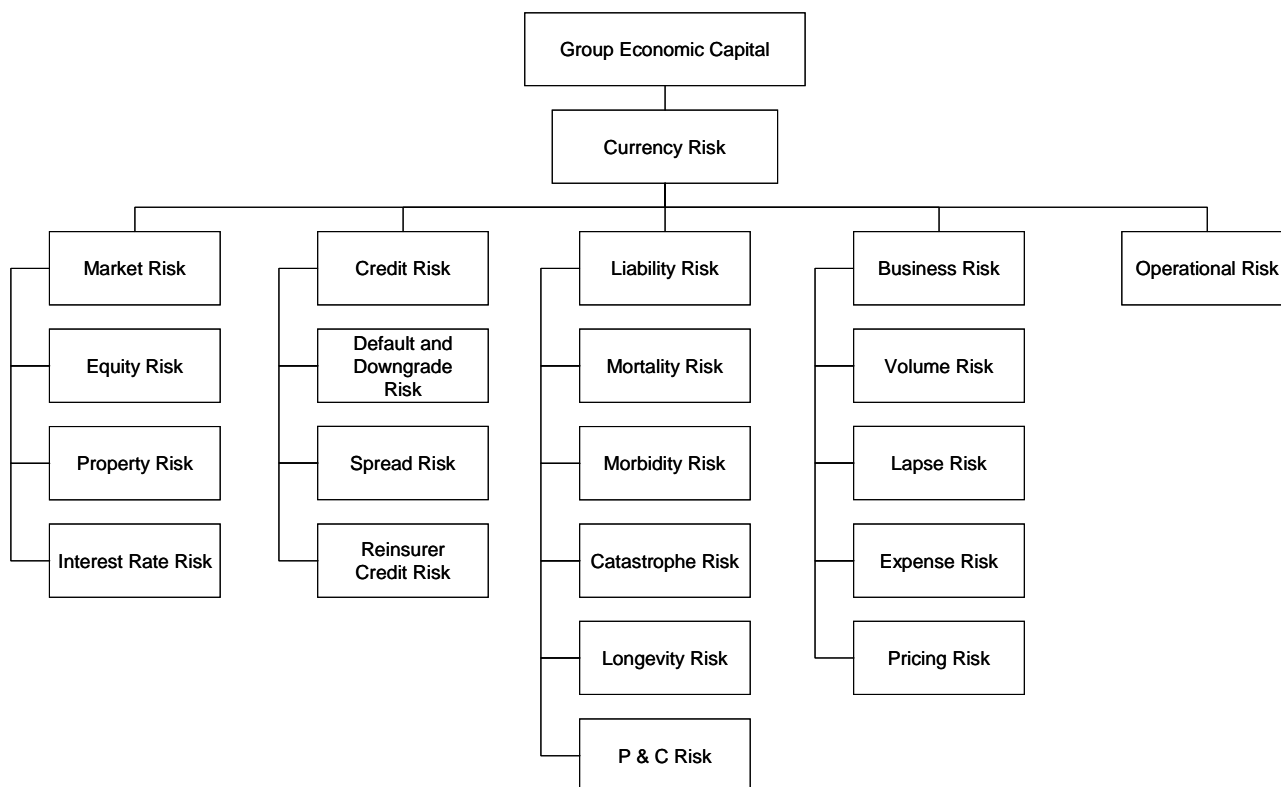 Group Economic Capital
Currency Risk
Market Risk
Credit Risk
Liability Risk
Business Risk
Operational Risk
Equity Risk
Default and
Downgrade
Risk
Mortality Risk
Volume Risk
Property Risk
Spread Risk
Morbidity Risk
Lapse Risk
Interest Rate Risk
Reinsurer
Credit Risk
Catastrophe Risk
Expense Risk
Longevity Risk
Pricing Risk
P & C Risk